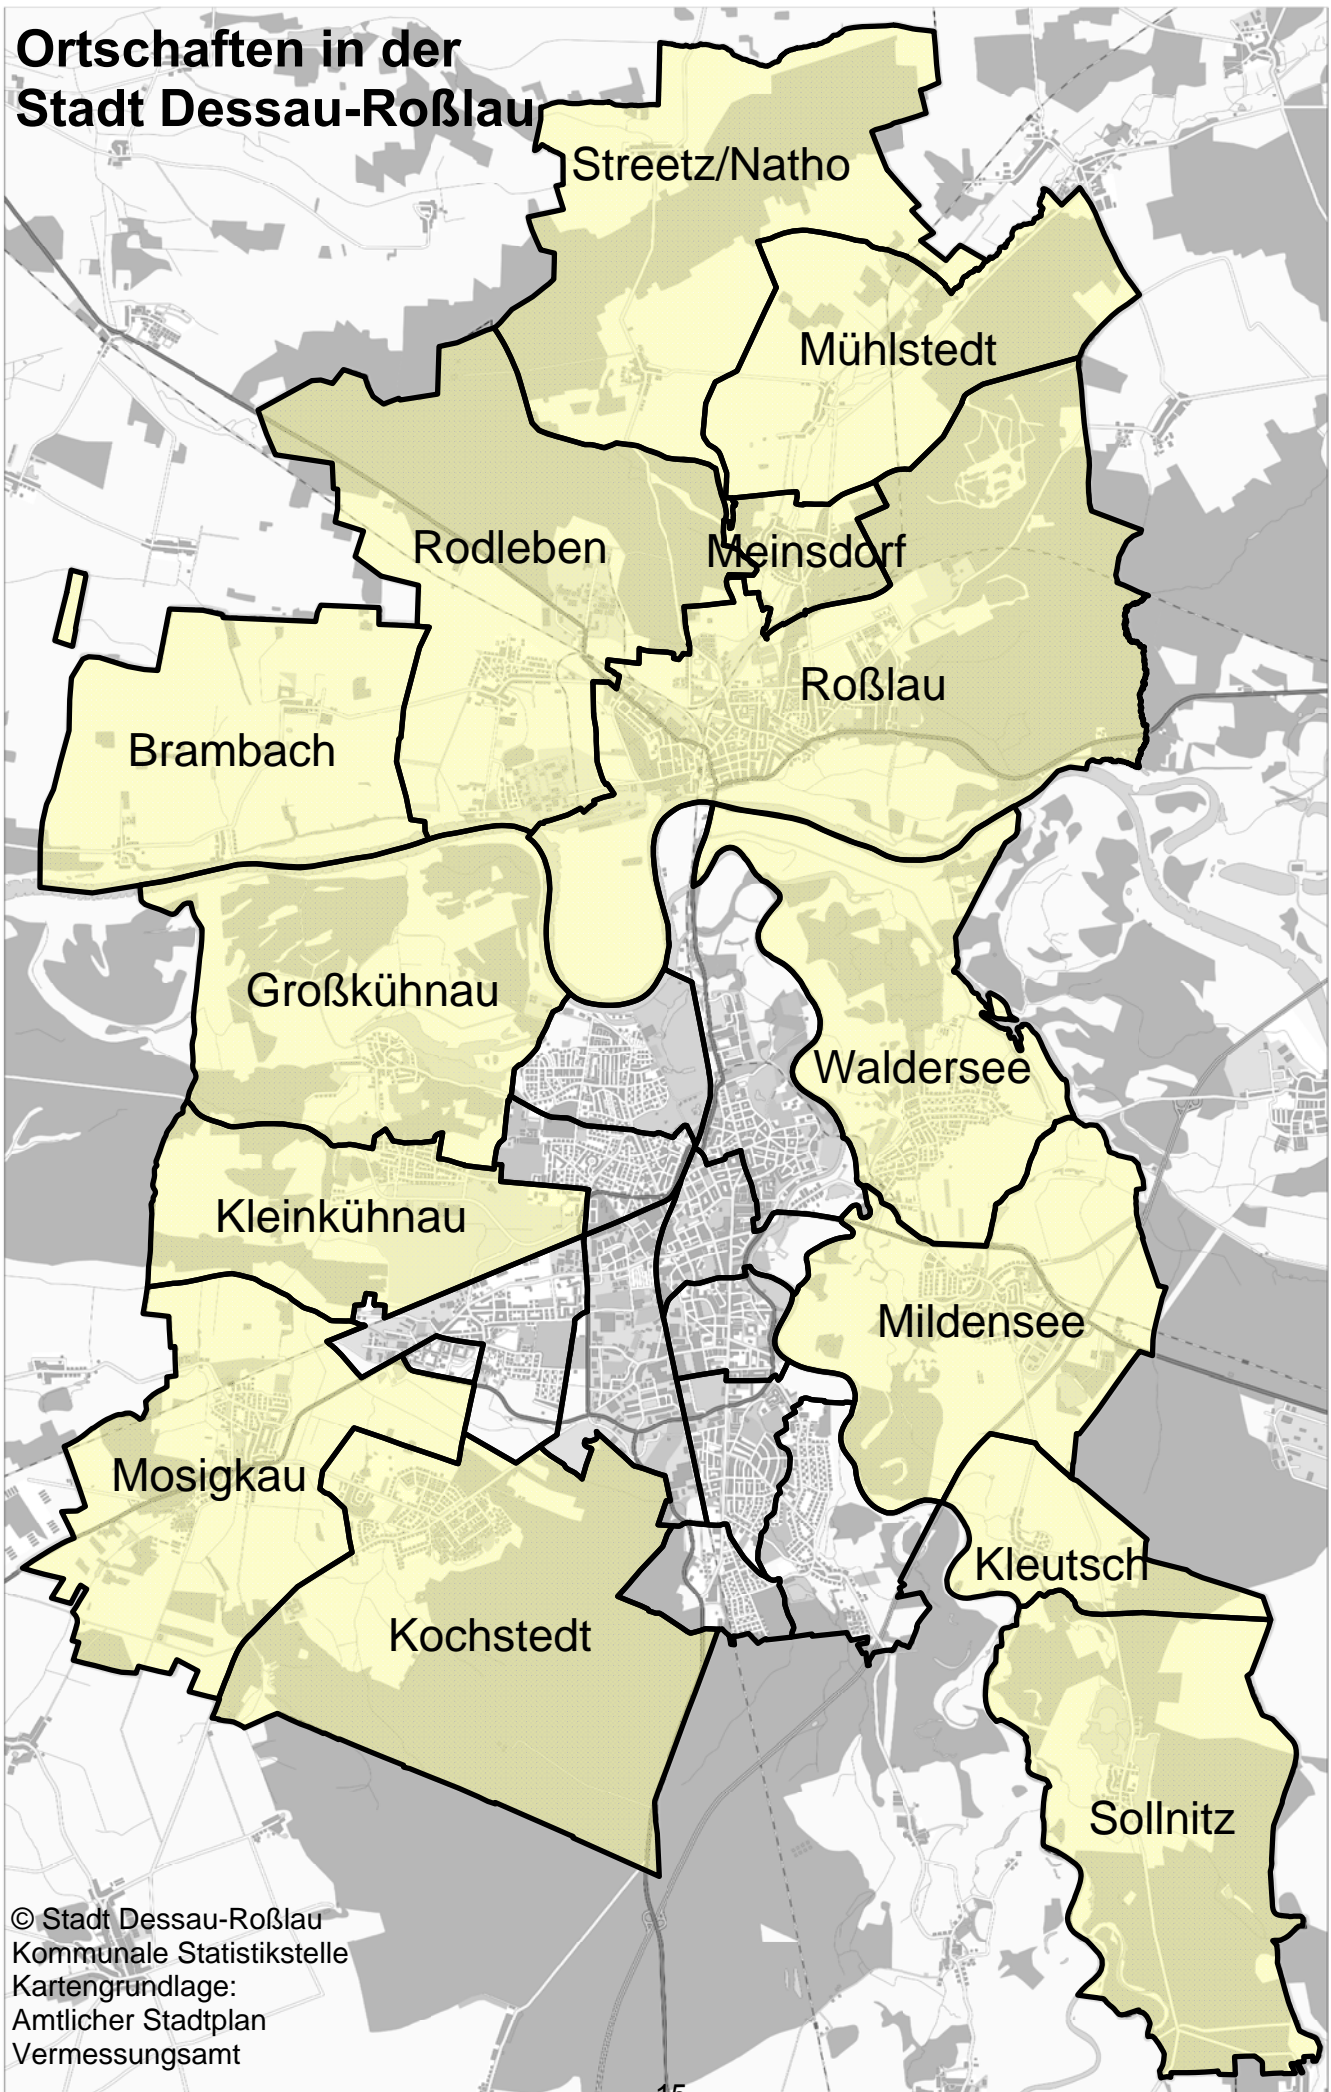 Ortschaften in der
Stadt Dessau-Roßlau
Streetz/Natho
Mühlstedt
Rodleben
Meinsdorf
Roßlau
Brambach
Großkühnau
Waldersee
Kleinkühnau
Mildensee
Mosigkau
Kleutsch
Kochstedt
Sollnitz
© Stadt Dessau-Roßlau
Kommunale Statistikstelle
Kartengrundlage:
Amtlicher Stadtplan
Vermessungsamt
15